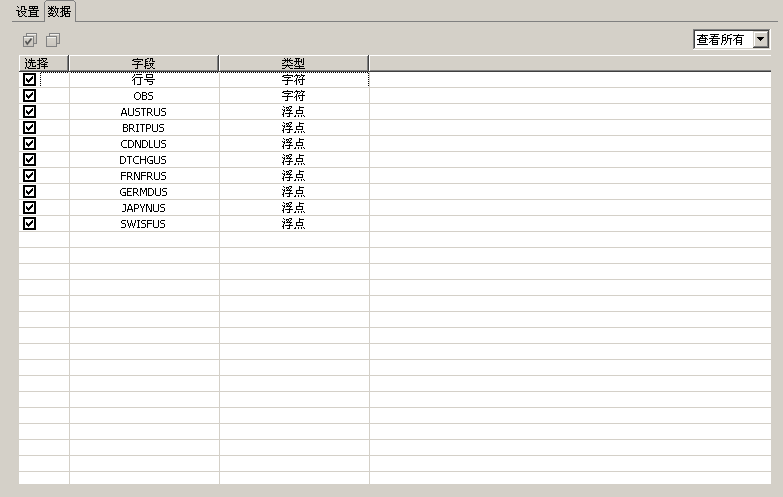 设置 数据
查看所有
选择 字段 类型
行号 字符
OBS 字符
AUSTRUS 浮点
BRITPUS 浮点
CDNDLUS 浮点
DTCHGUS 浮点
FRNFRUS 浮点
GERMDUS 浮点
JAPYNUS 浮点
SWISFUS 浮点